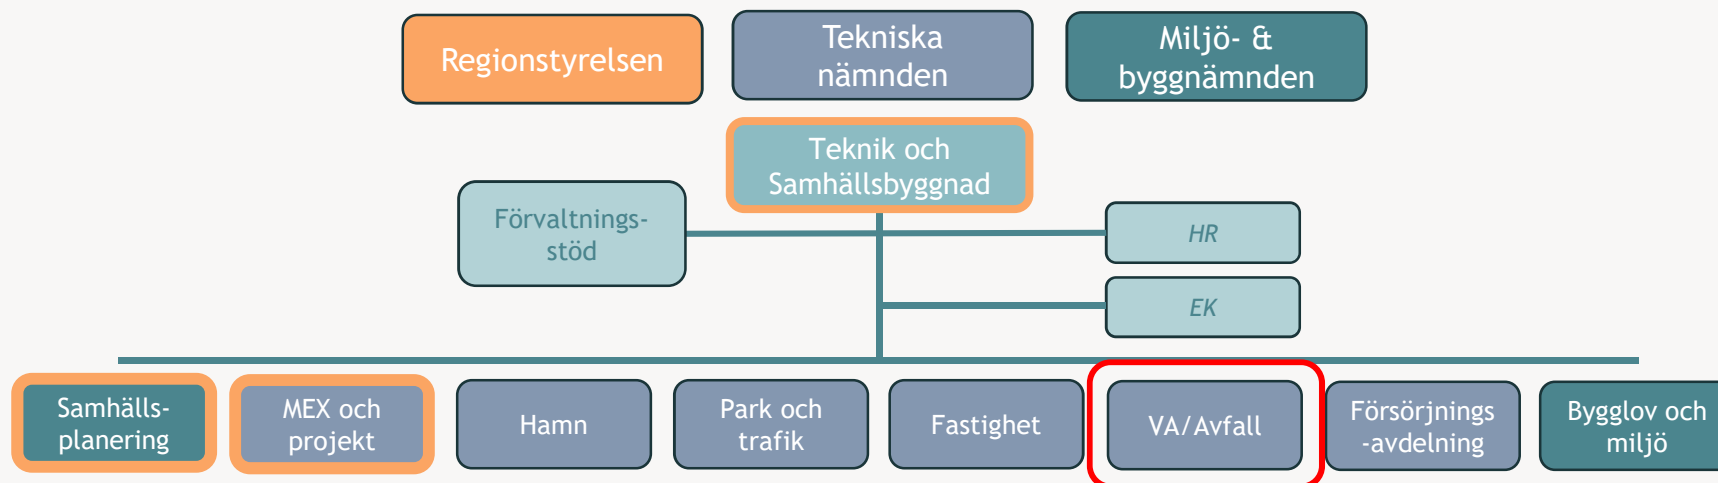 Regionstyrelsen
Tekniska
nämnden
Miljö- &
byggnämnden
Teknik och
Samhällsbyggnad
Förvaltnings-
stöd
HR
EK
Samhälls-
planering
MEX och
projekt
Hamn
Park och
trafik
Fastighet
VA/Avfall
Försörjnings
-avdelning
Bygglov och
miljö